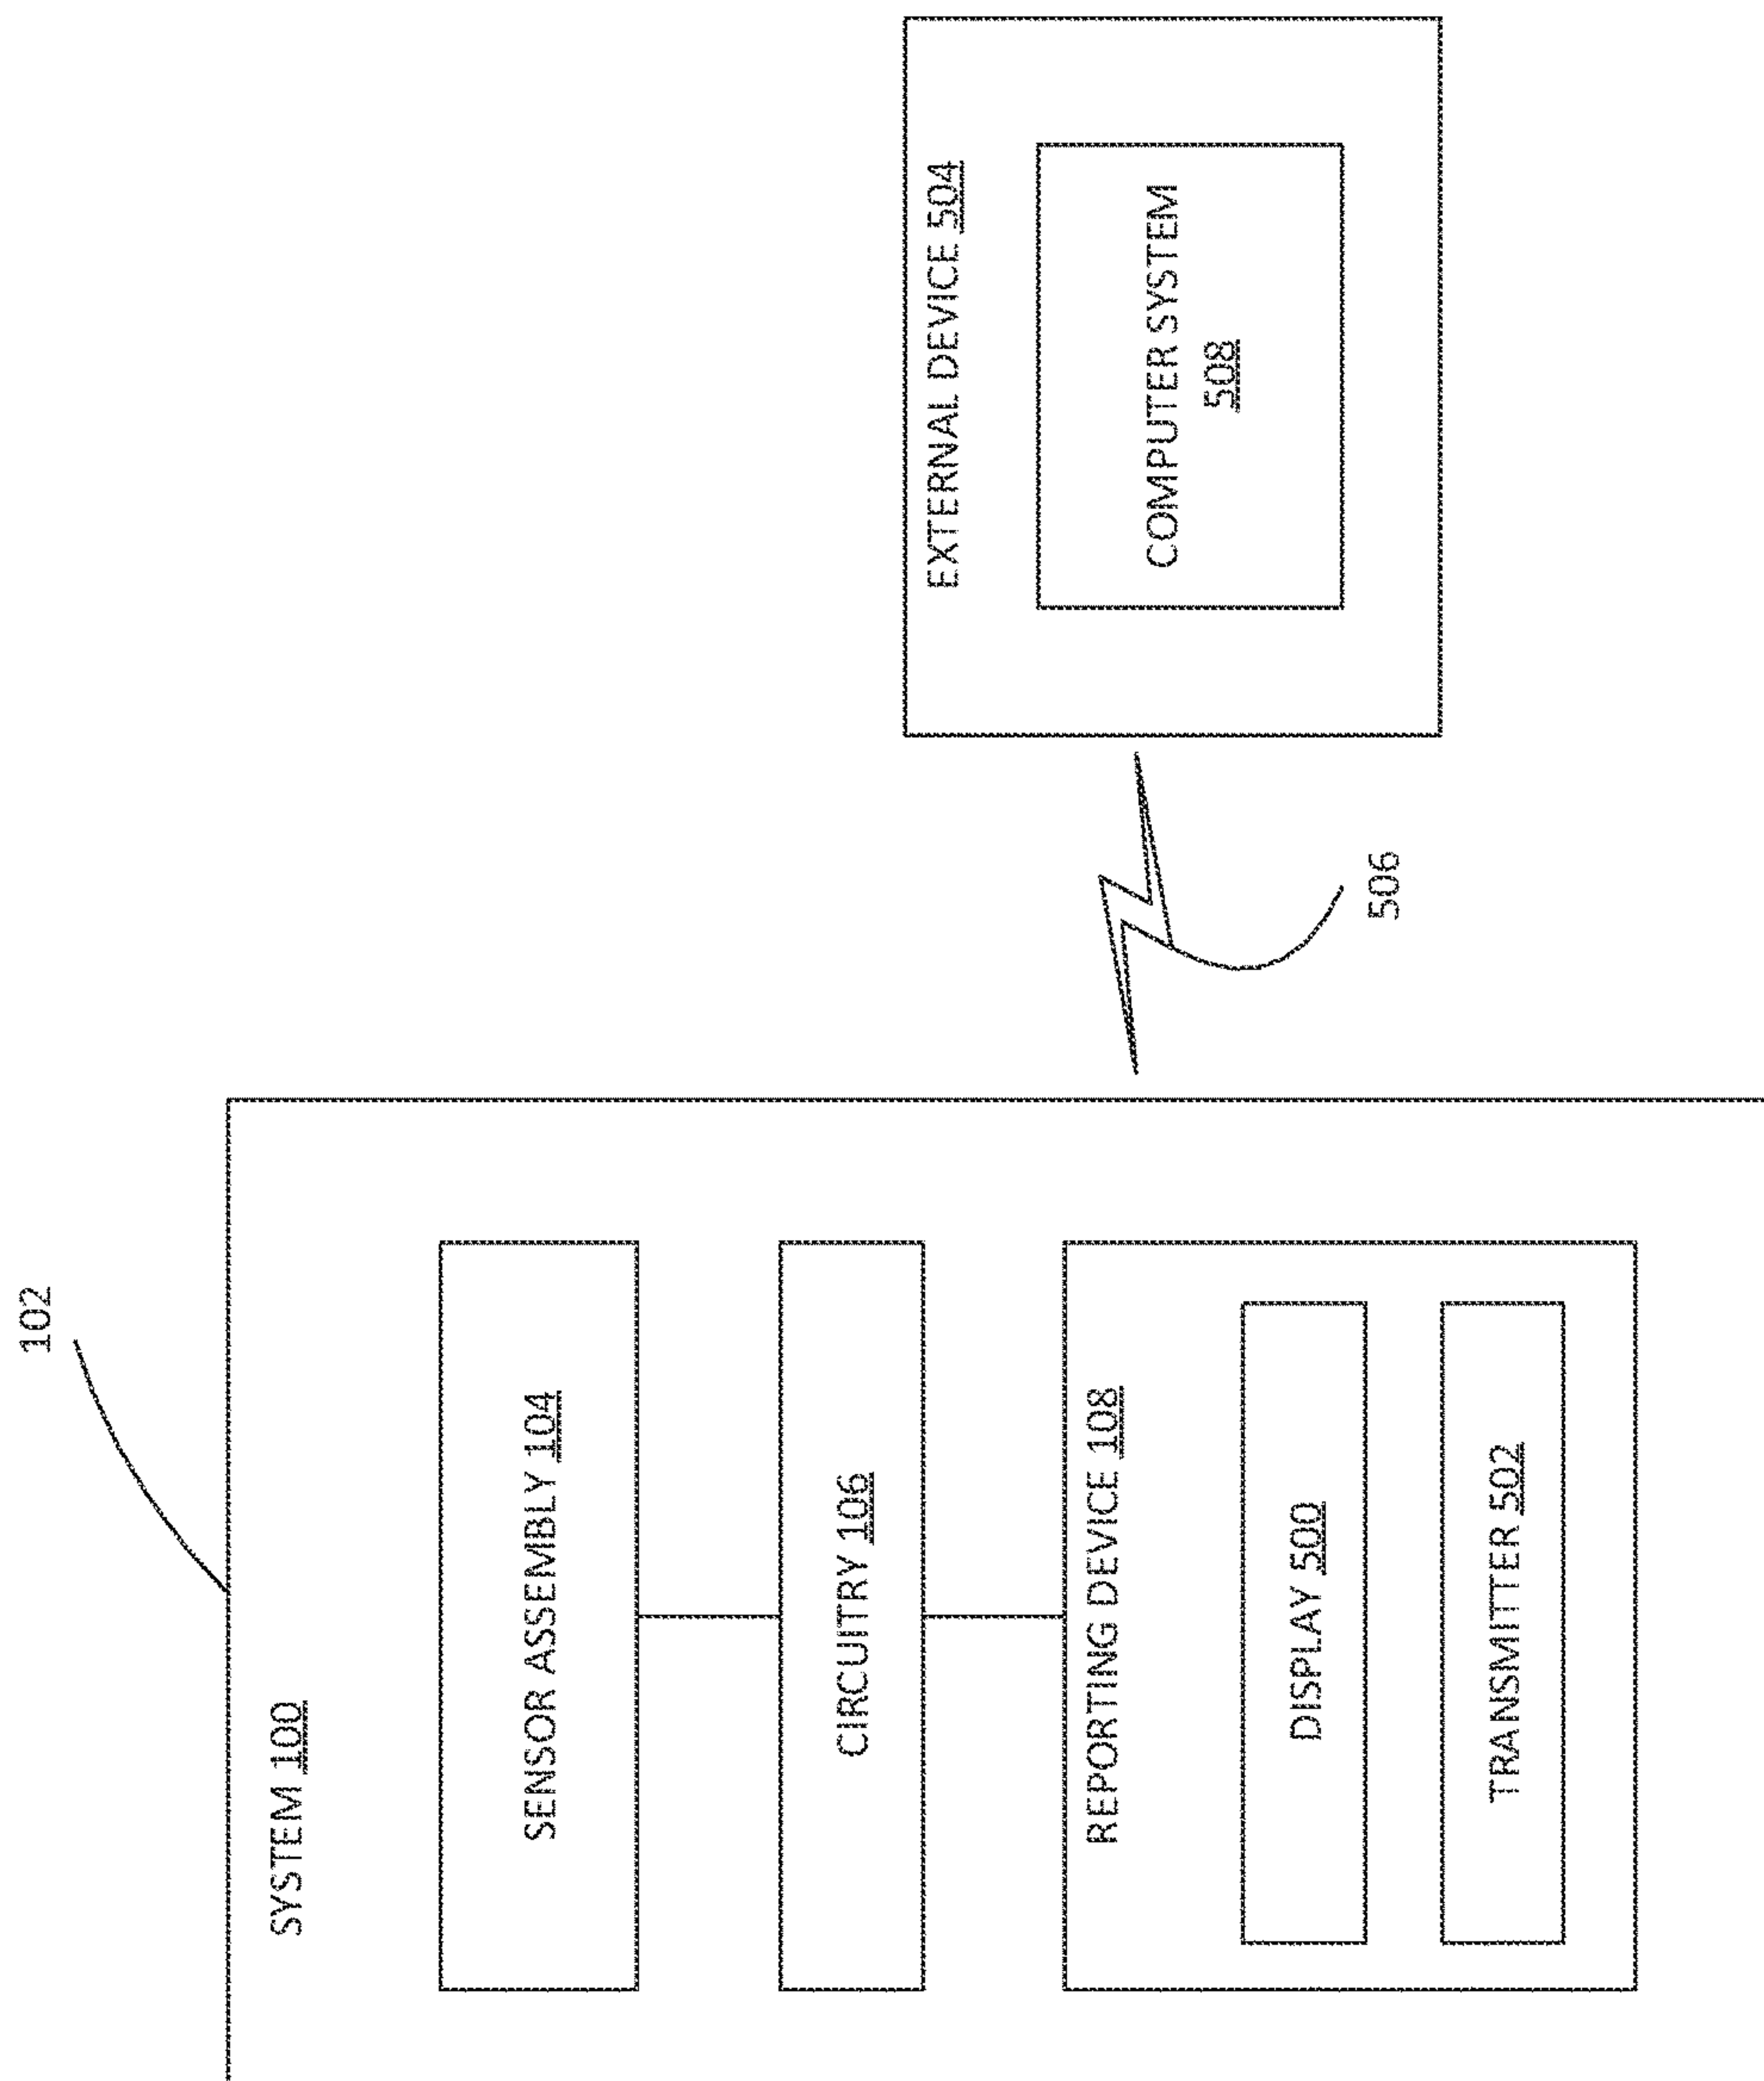 102
SYSTEM 100
SENSOR ASSEMBLY 104
CIRCUITRY 106
REPORTING DEVICE 108
DISPLAY 500
TRANSMITTER 502
506
EXTERNAL DEVICE 504
COMPUTER SYSTEM
508